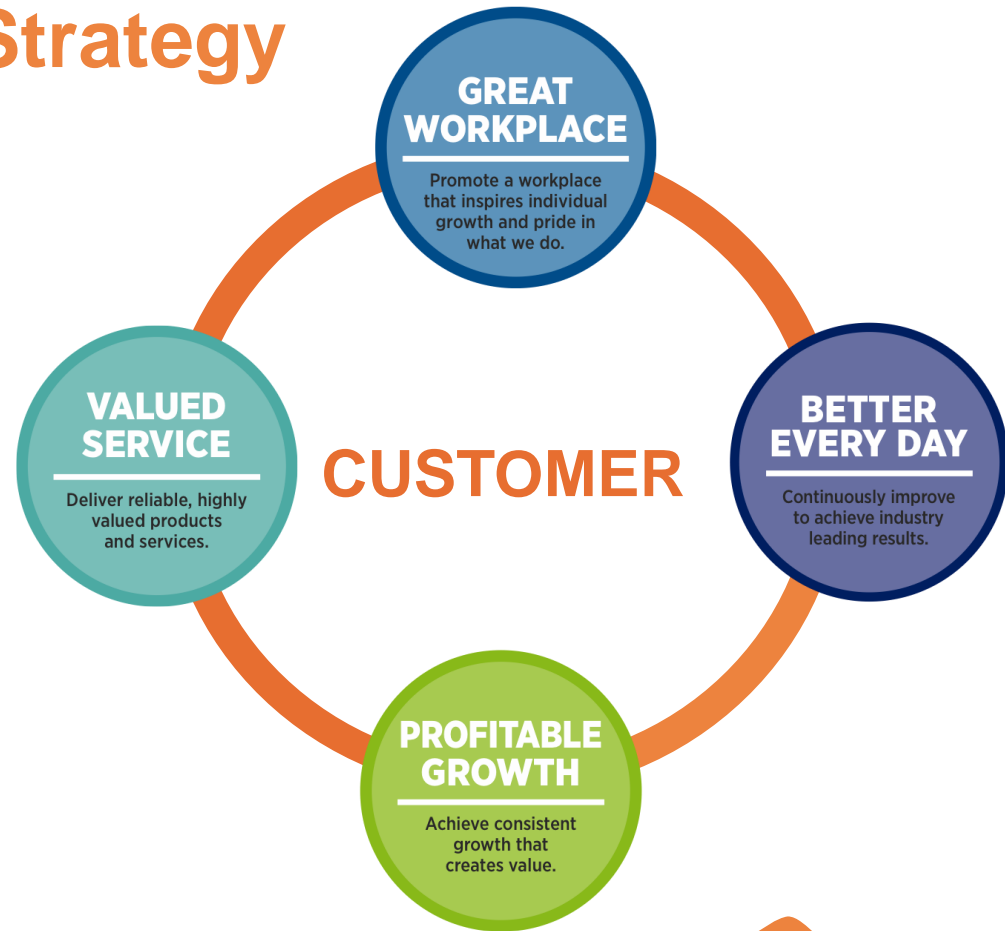 Strategy
GREAT
WORKPLACE
Promote a workplace
that inspires individual
growth and pride in
what we do.
VALUED
SERVICE
Deliver reliable, highly
valued products
and services.
CUSTOMER
BETTER
EVERY DAY
Continuously improve
to achieve industry
leading results.
PROFITABLE
GROWTH
Achieve consistent
growth that
creates value.